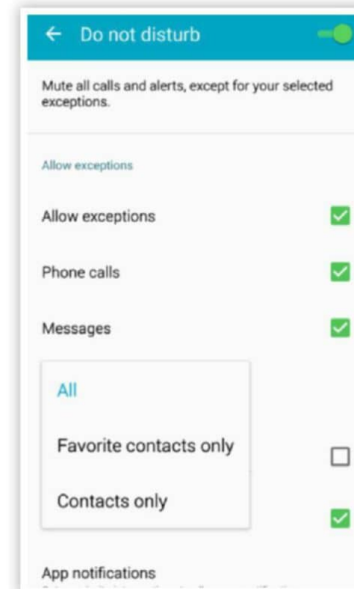 Do not disturb
Mute all calls and alerts, except for your selected
exceptions.
Allow exceptions
Allow exceptions
Phone calls
Messages
All
Favorite contacts only
Contacts only
App notifications